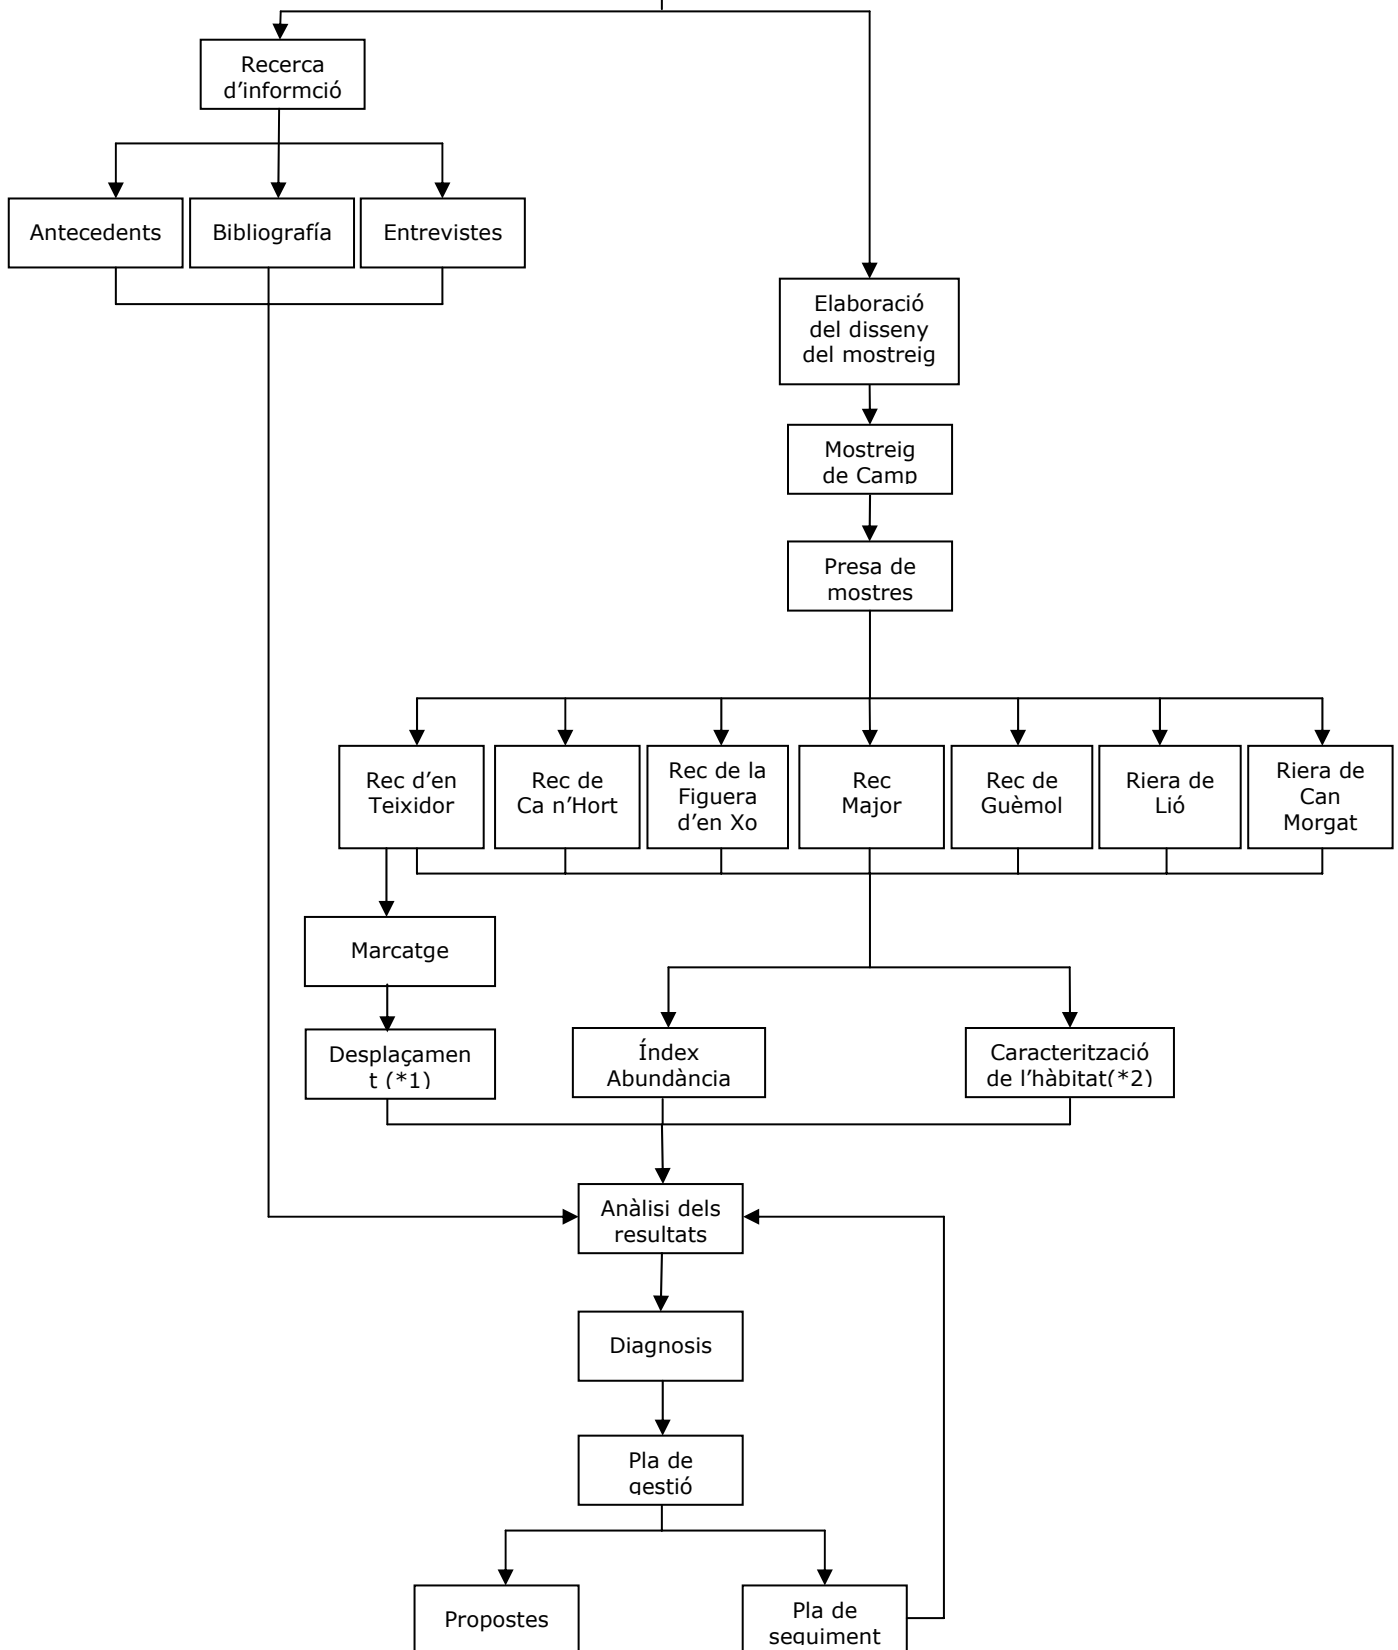 Recerca
d’informció
Antecedents
Bibliografía
Entrevistes
Elaboració
del disseny
del mostreig
Mostreig
de Camp
Presa de
mostres
Rec d’en
Teixidor
Rec de
Ca n’Hort
Rec de la
Figuera
d’en Xo
Rec
Major
Rec de
Guèmol
Riera de
Lió
Riera de
Can
Morgat
Marcatge
Desplaçamen
t (*1)
Índex
Abundància
Caracterització
de l’hàbitat(*2)
Anàlisi dels
resultats
Diagnosis
Pla de
gestió
Propostes
Pla de
seguiment